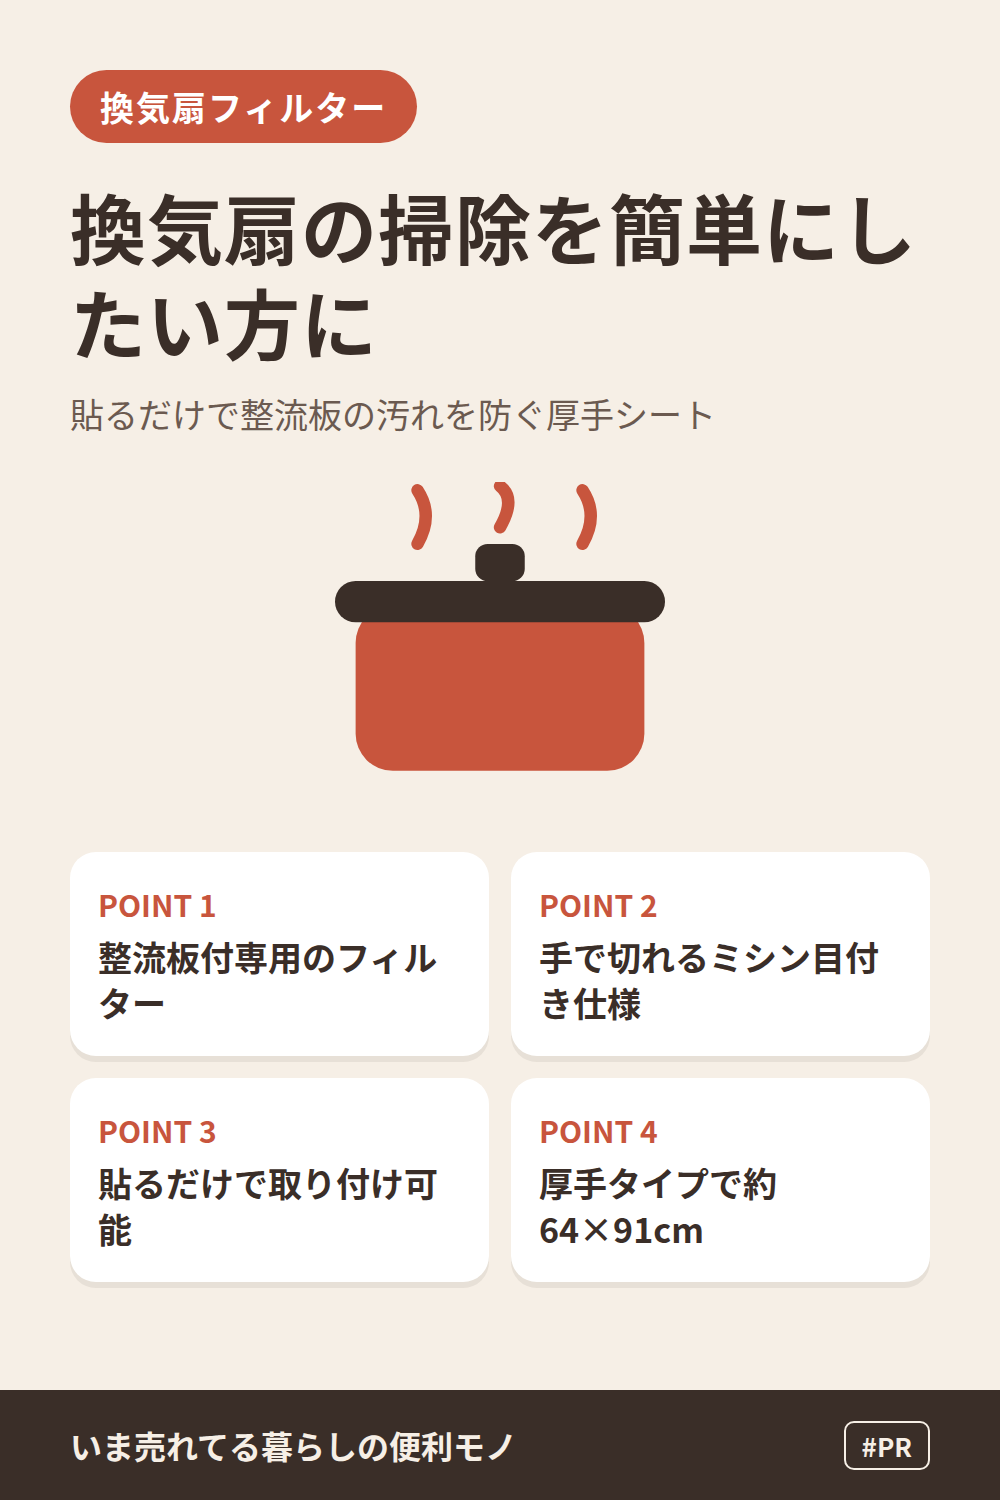 換気扇フィルター
換気扇の掃除を簡単にし
たい方に
貼るだけで整流板の汚れを防ぐ厚手シート
POINT 1
整流板付専用のフィル
ター
POINT 2
手で切れるミシン目付
き仕様
POINT 3
貼るだけで取り付け可
能
POINT 4
厚手タイプで約
64×91cm
いま売れてる暮らしの便利モノ
#PR